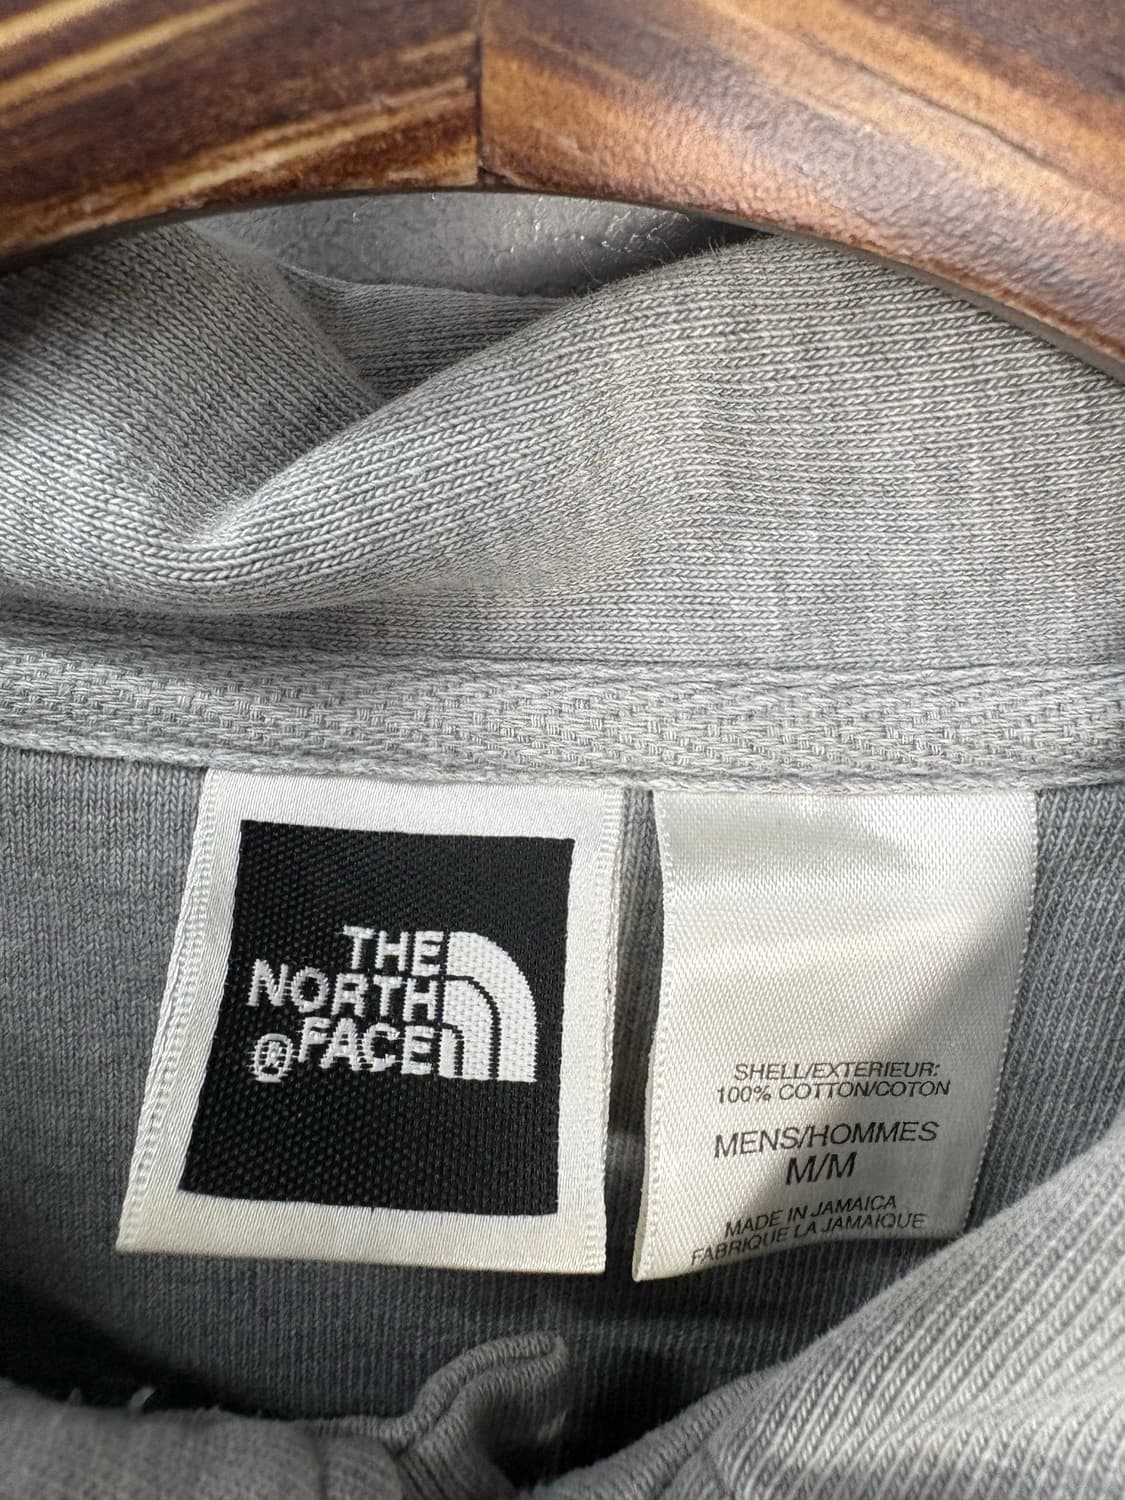 THE
NORTH
®FACE
SHELL/EXTERIEUR:
100% COTTON/COTON
MENS/HOMMES
M/M
MADE IN JAMAICA
FABRIQUE LA JAMAIQUE